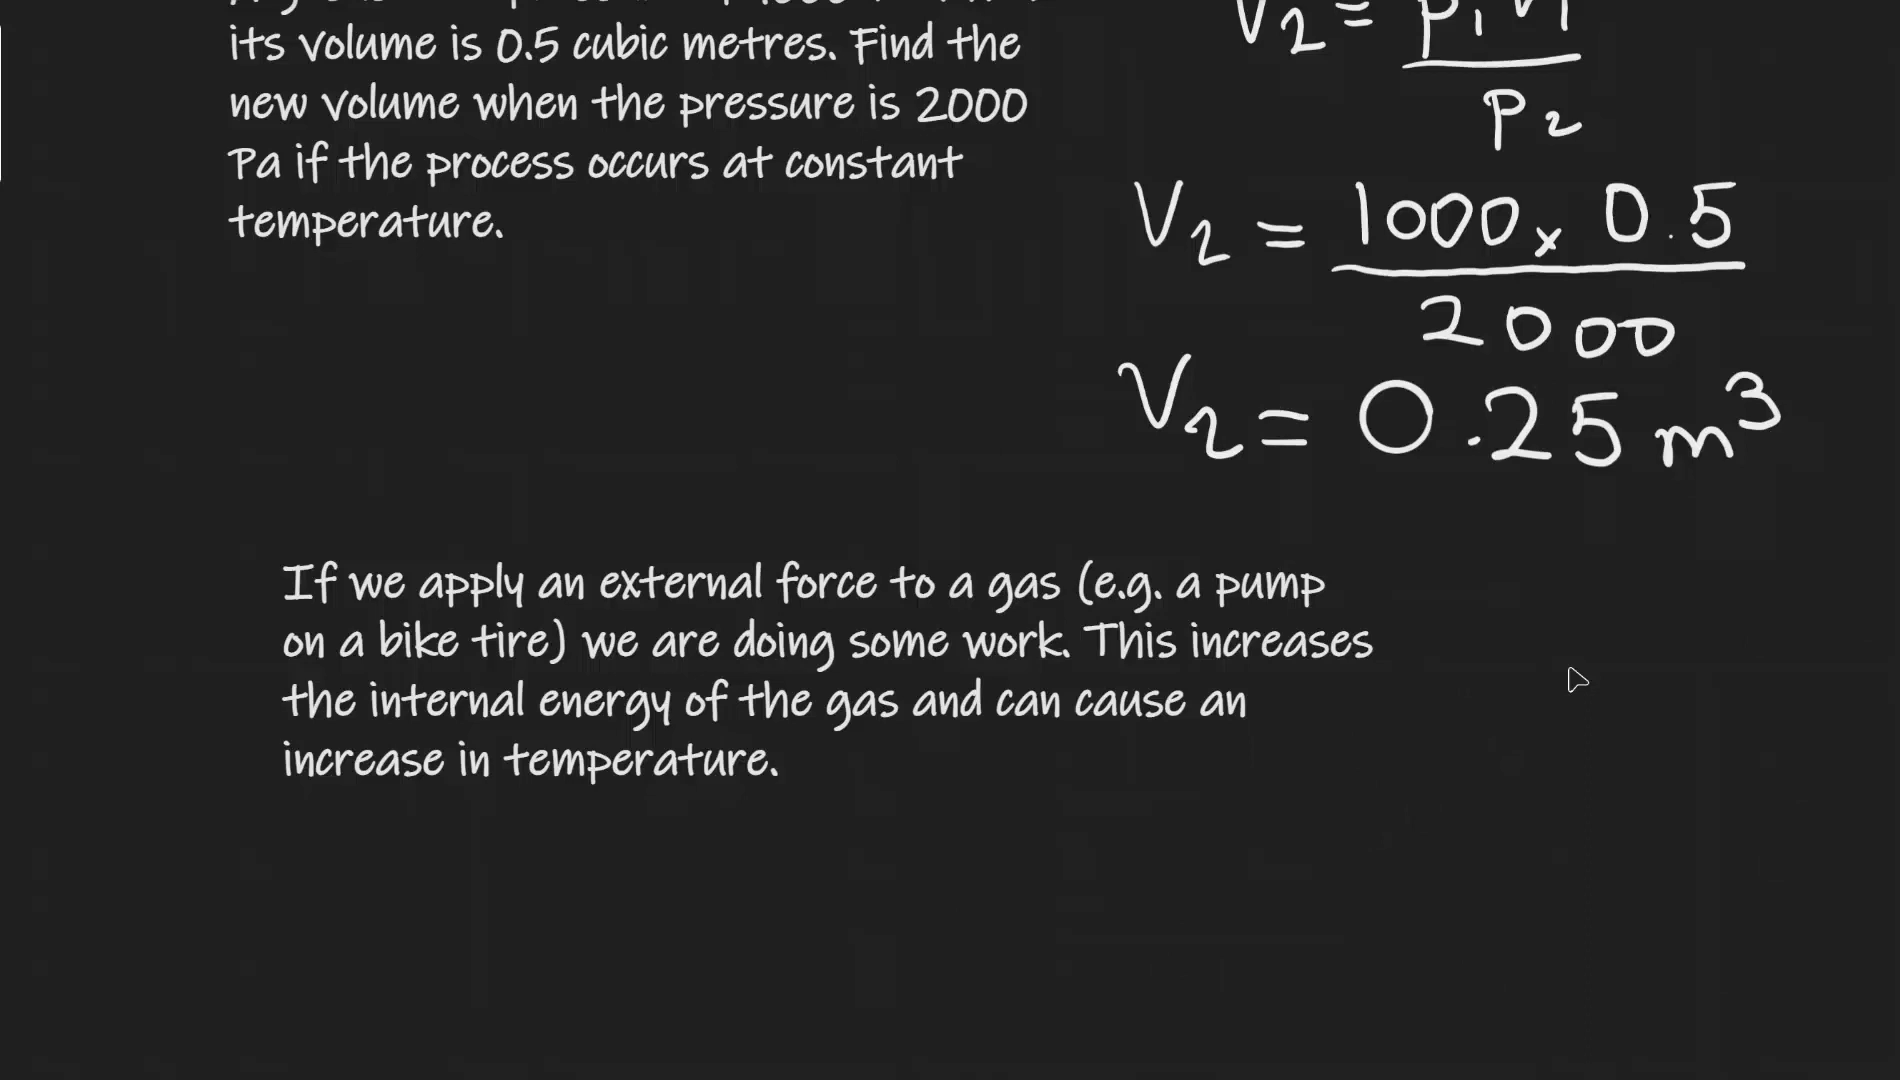 its volume is 0.5 cubic metres. Find the
new volume when the pressure is 2000
Pa if the process occurs at constant
temperature.
V₂ = p₁V₁
p₂
V₂ = 1000 x 0.5
2000
V₂ = 0.25 m³
If we apply an external force to a gas (e.g. a pump
on a bike tire) we are doing some work. This increases
the internal energy of the gas and can cause an
increase in temperature.